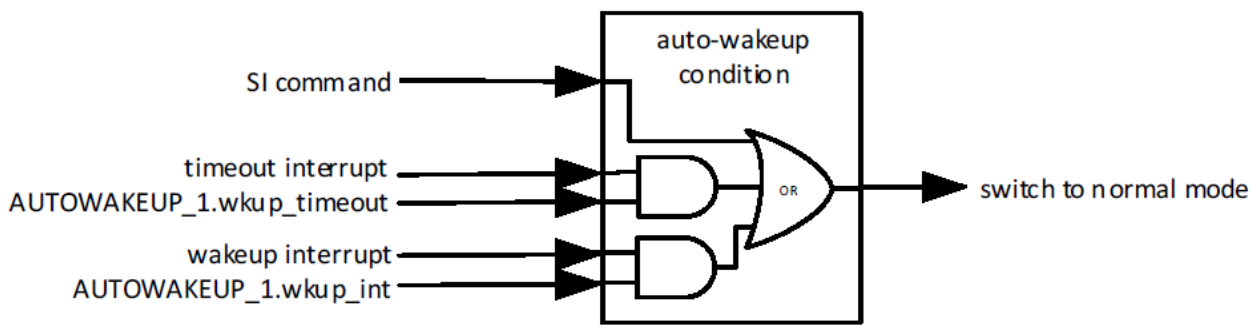 auto-wakeup
condition
SI command
timeout interrupt
AUTOWAKEUP_1.wkup_timeout
OR
switch to normal mode
wakeup interrupt
AUTOWAKEUP_1.wkup_int